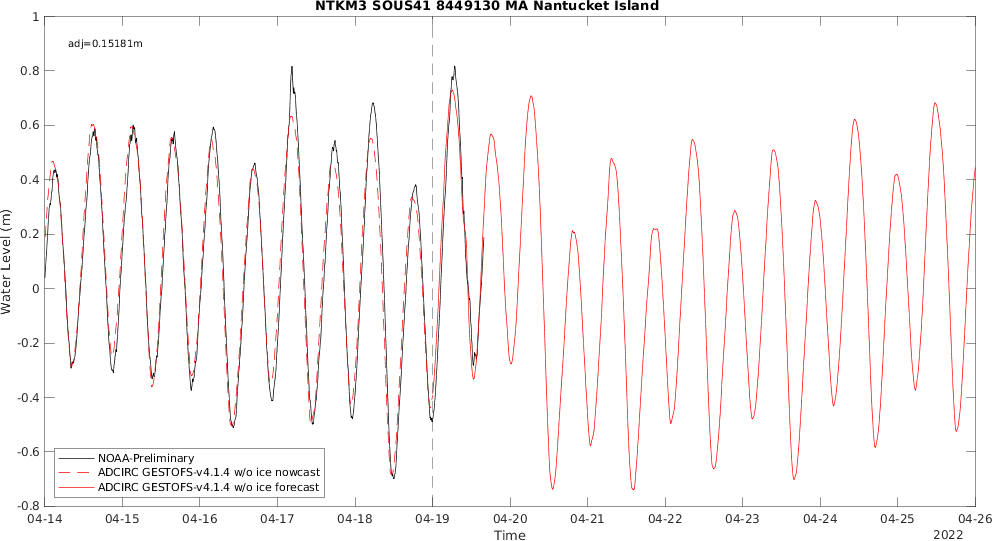 NTKM3 SOUS41 8449130 MA Nantucket Island
1
adj=0.15181m
0.8
0.6
0.4
0.2
0
-0.2
-0.4
-0.6
-0.8
Water Level (m)
NOAA-Preliminary
ADCIRC GESTOFS-v4.1.4 w/o ice nowcast
ADCIRC GESTOFS-v4.1.4 w/o ice forecast
04-14 04-15 04-16 04-17 04-18 04-19 04-20 04-21 04-22 04-23 04-24 04-25 04-26
Time
2022